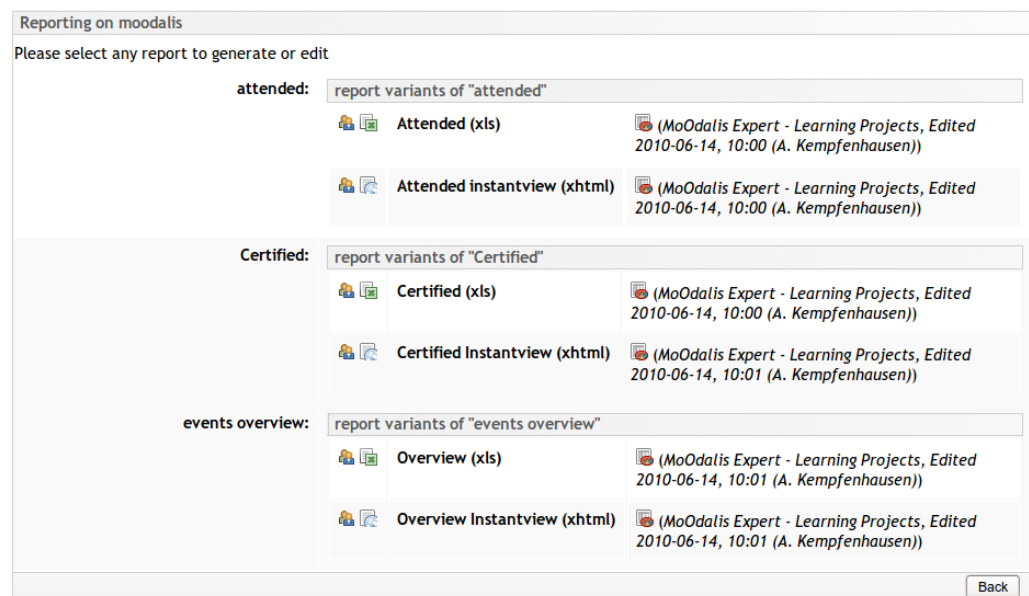 Reporting on moodalis
Please select any report to generate or edit
attended:
report variants of "attended"
Attended (xls)
(MoOdalis Expert - Learning Projects, Edited
2010-06-14, 10:00 (A. Kempfenhausen))
Attended instantview (xhtml)
(MoOdalis Expert - Learning Projects, Edited
2010-06-14, 10:00 (A. Kempfenhausen))
Certified:
report variants of "Certified"
Certified (xls)
(MoOdalis Expert - Learning Projects, Edited
2010-06-14, 10:00 (A. Kempfenhausen))
Certified Instantview (xhtml)
(MoOdalis Expert - Learning Projects, Edited
2010-06-14, 10:01 (A. Kempfenhausen))
events overview:
report variants of "events overview"
Overview (xls)
(MoOdalis Expert - Learning Projects, Edited
2010-06-14, 10:01 (A. Kempfenhausen))
Overview Instantview (xhtml)
(MoOdalis Expert - Learning Projects, Edited
2010-06-14, 10:01 (A. Kempfenhausen))
Back